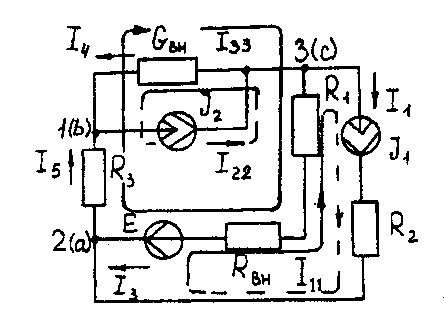 I4 Gвн I33
3(c)
R1
J2
I1
1(b)
J1
I5 R3 I22
E
2(a)
R2
Rвн I11
I3